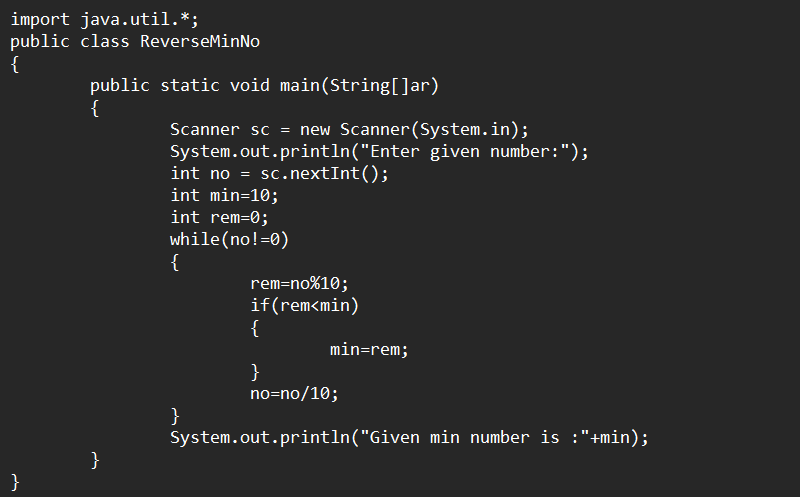 import java.util.*;
public class ReverseMinNo
{
        public static void main(String[]ar)
        {
                Scanner sc = new Scanner(System.in);
                System.out.println("Enter given number:");
                int no = sc.nextInt();
                int min=10;
                int rem=0;
                while(no!=0)
                {
                        rem=no%10;
                        if(rem<min)
                        {
                                min=rem;
                        }
                        no=no/10;
                }
                System.out.println("Given min number is :"+min);
        }
}